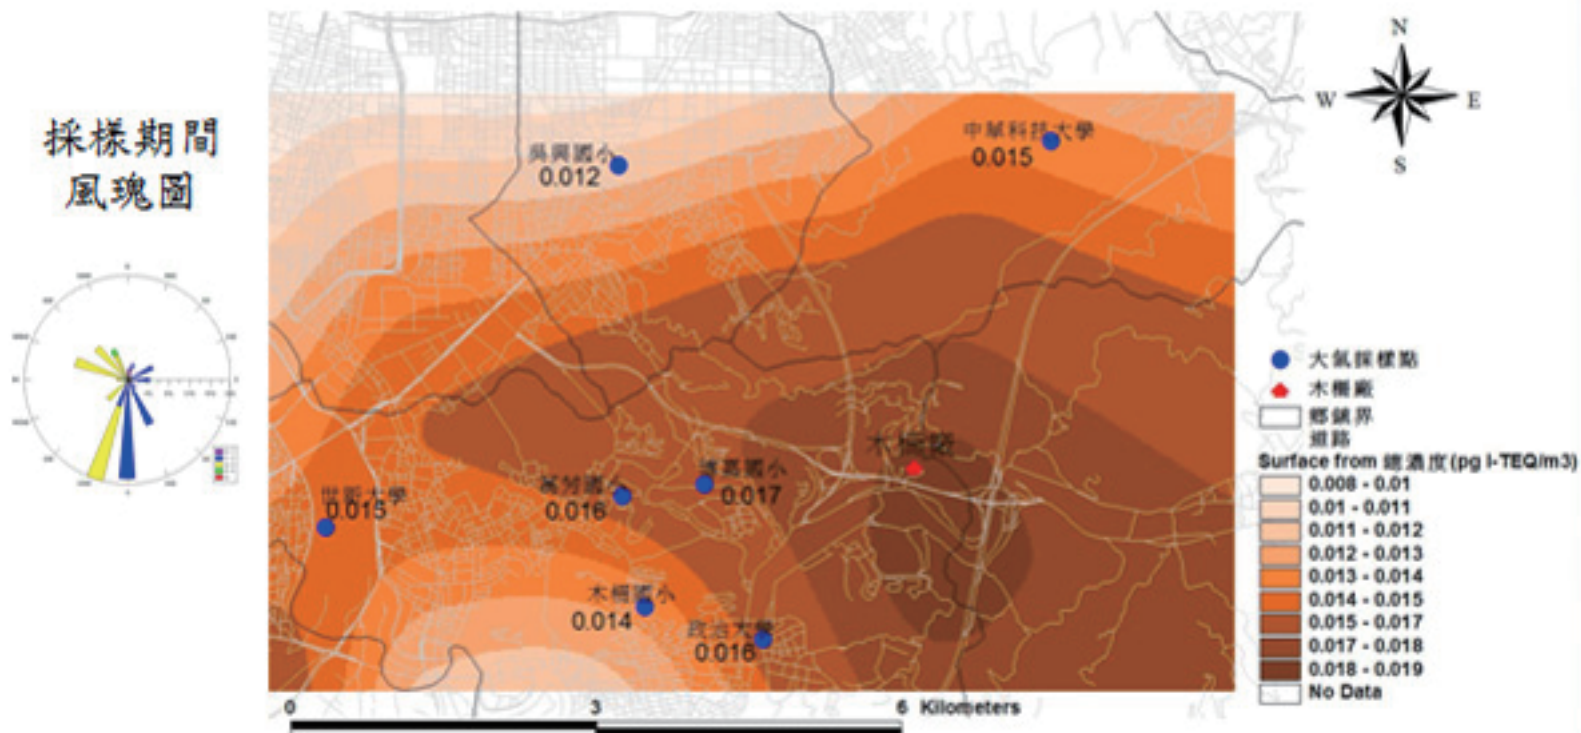 採樣期間
風瑰圖
吳興國小
0.012
中華科技大學
0.015
N
W
E
S
木柵廠
世新大學
0.015
萬芳國小
0.016
博嘉國小
0.017
木柵國小
0.014
政治大學
0.016
大氣採樣點
木柵廠
鄉鎮界
道路
Surface from 總濃度(pg I-TEQ/m3)
0.008 - 0.01
0.01 - 0.011
0.011 - 0.012
0.012 - 0.013
0.013 - 0.014
0.014 - 0.015
0.015 - 0.017
0.017 - 0.018
0.018 - 0.019
No Data
0
3
6 Kilometers